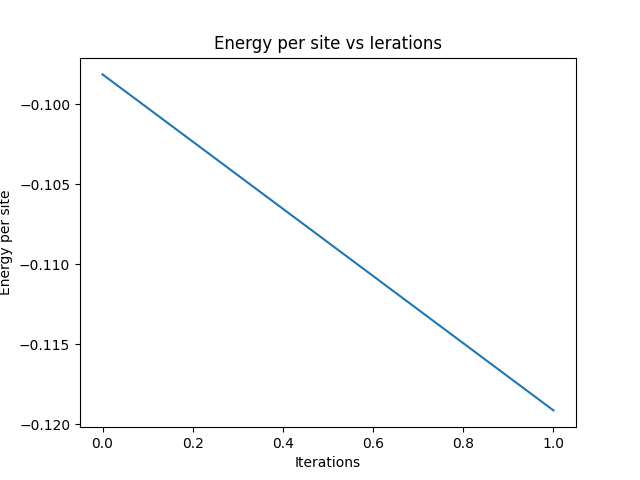 Energy per site vs Ierations
−0.100
−0.105
−0.110
−0.115
−0.120
Energy per site
0.0 0.2 0.4 0.6 0.8 1.0
Iterations